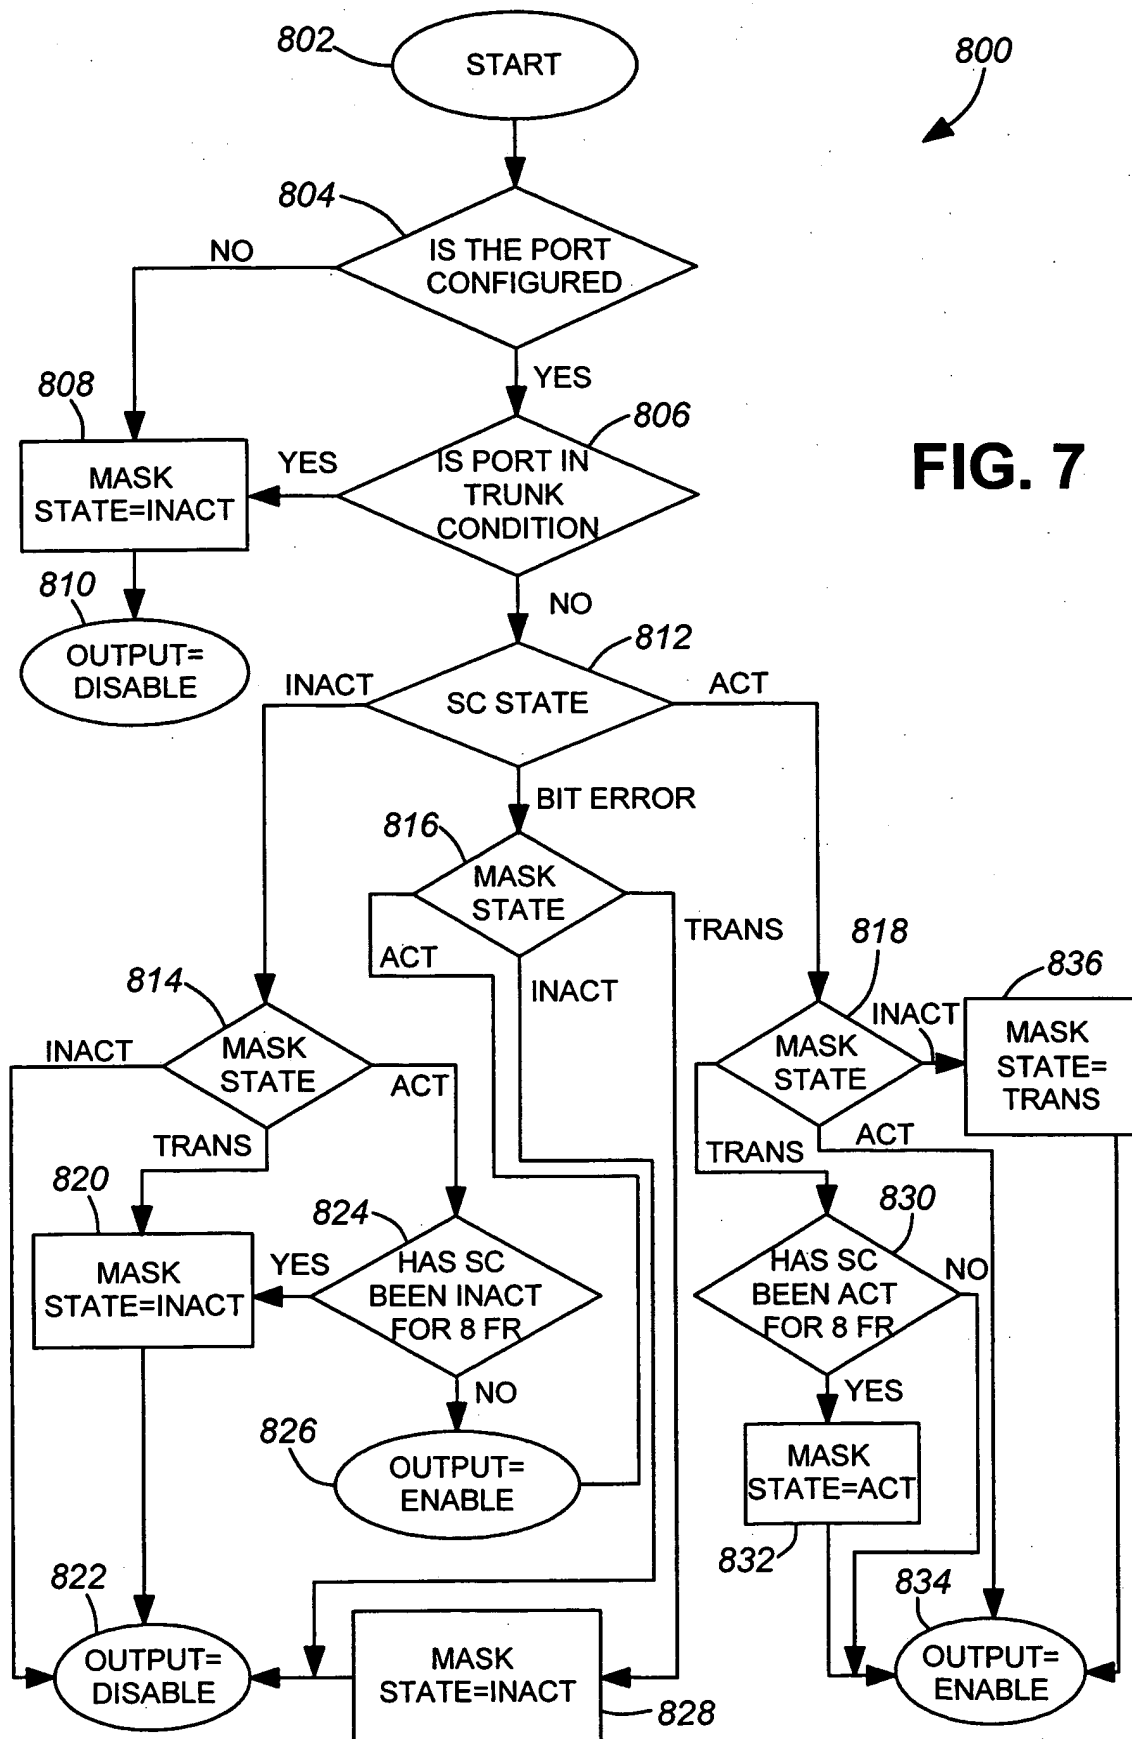 802
START
800
804
IS THE PORT
CONFIGURED
NO
YES
808
806
FIG. 7
MASK
STATE=INACT
YES
IS PORT IN
TRUNK
CONDITION
810
NO
OUTPUT=
DISABLE
812
INACT
SC STATE
ACT
BIT ERROR
816
MASK
STATE
TRANS
ACT
INACT
814
818
836
INACT
MASK
STATE
ACT
MASK
STATE
INACT
MASK
STATE=
TRANS
TRANS
TRANS
ACT
820
824
830
MASK
STATE=INACT
YES
HAS SC
BEEN INACT
FOR 8 FR
HAS SC
BEEN ACT
FOR 8 FR
NO
NO
YES
826
OUTPUT=
ENABLE
MASK
STATE=ACT
832
822
834
OUTPUT=
DISABLE
MASK
STATE=INACT
828
OUTPUT=
ENABLE